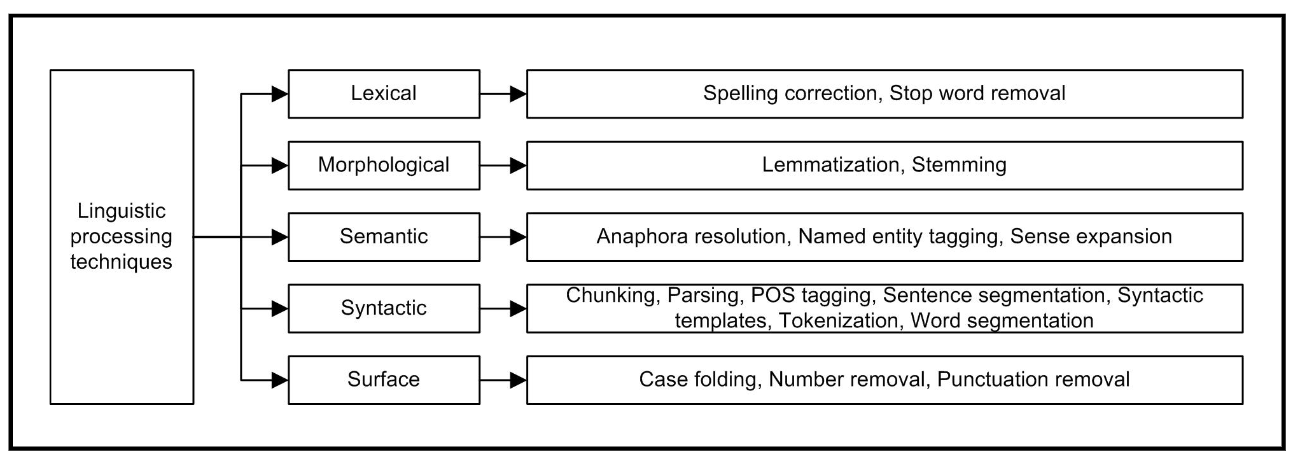 Linguistic
processing
techniques
Lexical
Spelling correction, Stop word removal
Morphological
Lemmatization, Stemming
Semantic
Anaphora resolution, Named entity tagging, Sense expansion
Syntactic
Chunking, Parsing, POS tagging, Sentence segmentation, Syntactic
templates, Tokenization, Word segmentation
Surface
Case folding, Number removal, Punctuation removal